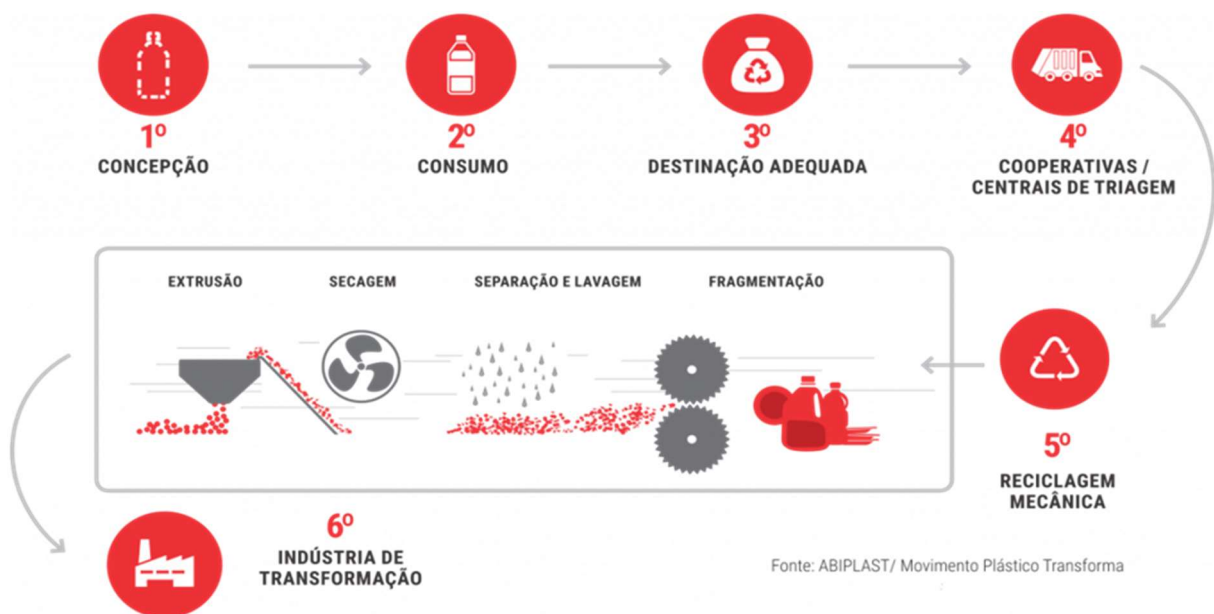 1º
CONCEPÇÃO
2º
CONSUMO
3º
DESTINAÇÃO ADEQUADA
4º
COOPERATIVAS /
CENTRAIS DE TRIAGEM
EXTRUSÃO
SECAGEM
SEPARAÇÃO E LAVAGEM
FRAGMENTAÇÃO
5º
RECICLAGEM
MECÂNICA
6º
INDÚSTRIA DE
TRANSFORMAÇÃO
Fonte: ABIPLAST/ Movimento Plástico Transforma